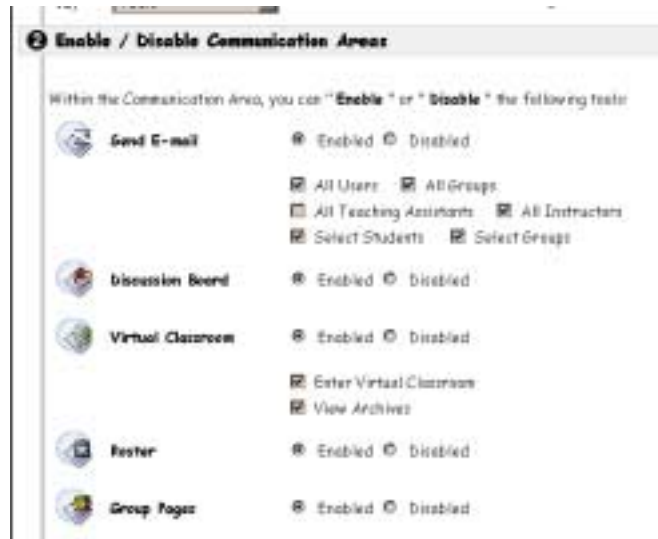 2 Enable / Disable Communication Areas
Within the Communication Area, you can "Enable" or "Disable" the following tools:
Send E-mail Enabled Disabled
All Users All Groups
All Teaching Assistants All Instructors
Select Students Select Groups
Discussion Board Enabled Disabled
Virtual Classroom Enabled Disabled
Enter Virtual Classroom
View Archives
Roster Enabled Disabled
Group Pages Enabled Disabled